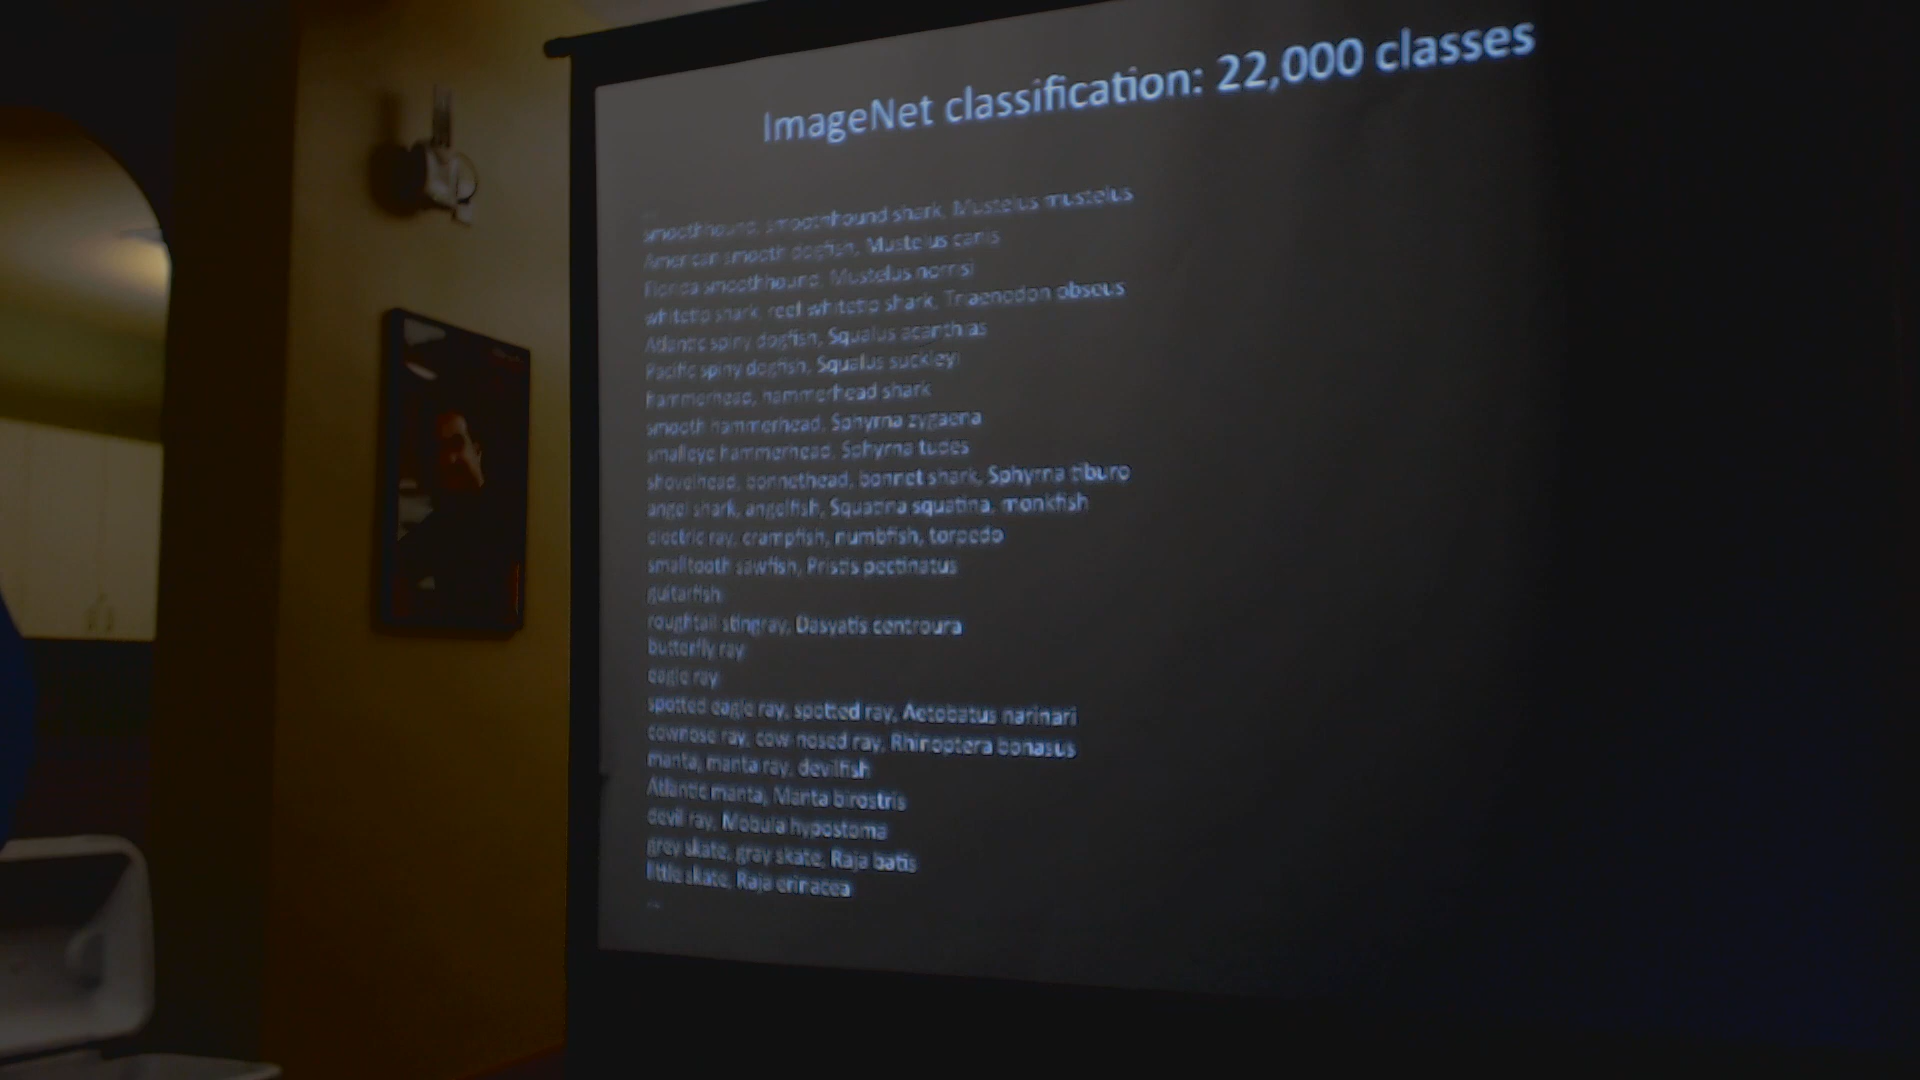 ImageNet classification: 22,000 classes
...
smoothhound, smoothhound shark, Mustelus mustelus
American smooth dogfish, Mustelus canis
Florida smoothhound, Mustelus norrisi
whitetip shark, reef whitetip shark, Triaenodon obseus
Atlantic spiny dogfish, Squalus acanthias
Pacific spiny dogfish, Squalus suckleyi
hammerhead, hammerhead shark
smooth hammerhead, Sphyrna zygaena
smalleye hammerhead, Sphyrna tudes
shovelhead, bonnethead, bonnet shark, Sphyrna tiburo
angel shark, angelfish, Squatina squatina, monkfish
electric ray, crampfish, numbfish, torpedo
smalltooth sawfish, Pristis pectinatus
guitarfish
roughtail stingray, Dasyatis centroura
butterfly ray
eagle ray
spotted eagle ray, spotted ray, Aetobatus narinari
cownose ray, cow-nosed ray, Rhinoptera bonasus
manta, manta ray, devilfish
Atlantic manta, Manta birostris
devil ray, Mobula hypostoma
grey skate, gray skate, Raja batis
little skate, Raja erinacea
...